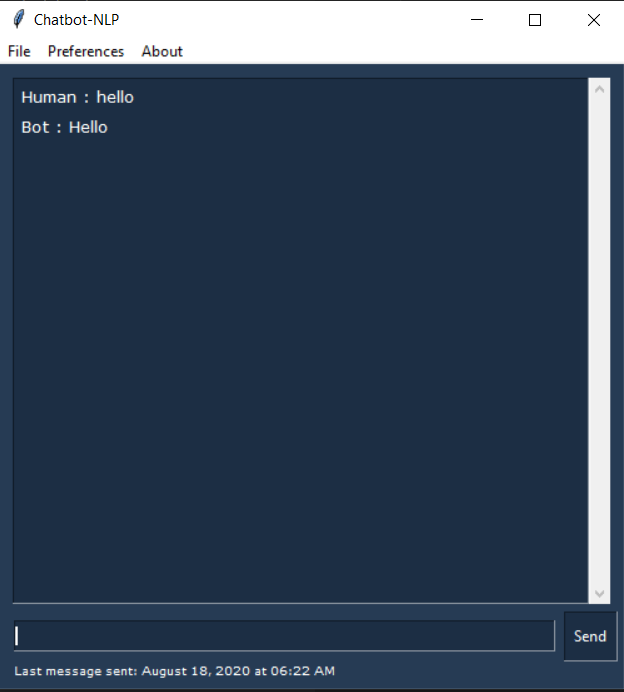 Chatbot-NLP
File Preferences About
Human : hello
Bot : Hello
Send
Last message sent: August 18, 2020 at 06:22 AM